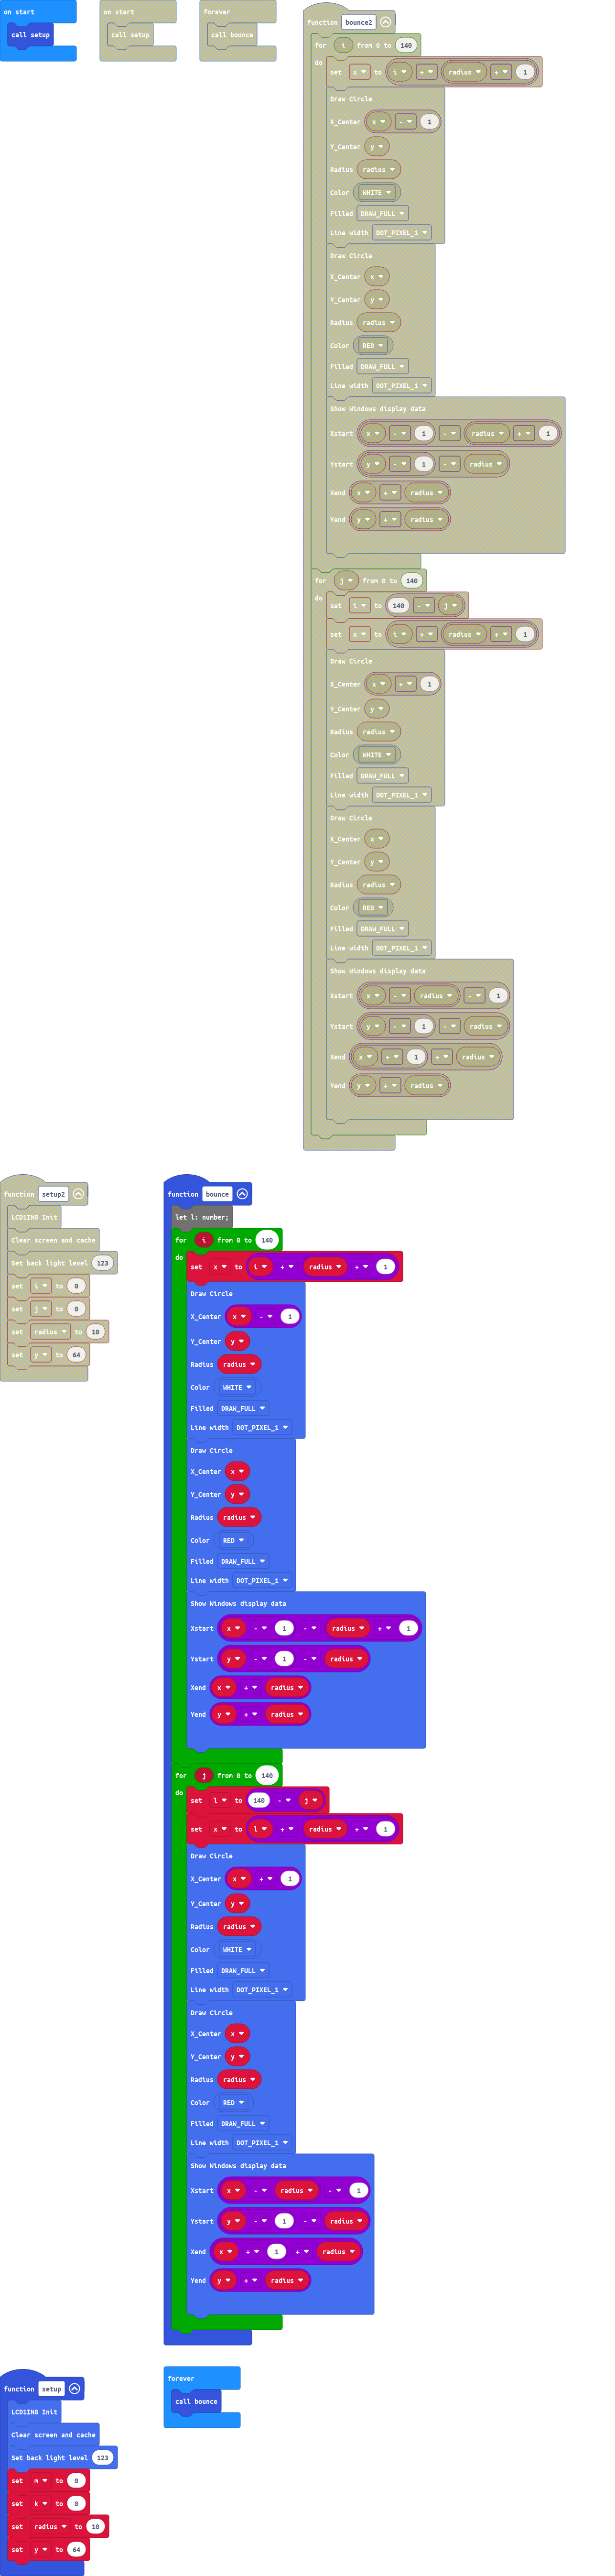 on start
call setup
on start
call setup
forever
call bounce
function bounce2
for i from 0 to 140
do
set x to i + radius + 1
Draw Circle
X_Center x - 1
Y_Center y
Radius radius
Color WHITE
Filled DRAW_FULL
Line width DOT_PIXEL_1
Draw Circle
X_Center x
Y_Center y
Radius radius
Color RED
Filled DRAW_FULL
Line width DOT_PIXEL_1
Show Windows display data
Xstart x - 1 - radius + 1
Ystart y - 1 - radius
Xend x + radius
Yend y + radius
for j from 0 to 140
do
set i to 140 - j
set x to i + radius + 1
Draw Circle
X_Center x + 1
Y_Center y
Radius radius
Color WHITE
Filled DRAW_FULL
Line width DOT_PIXEL_1
Draw Circle
X_Center x
Y_Center y
Radius radius
Color RED
Filled DRAW_FULL
Line width DOT_PIXEL_1
Show Windows display data
Xstart x - radius - 1
Ystart y - 1 - radius
Xend x + 1 + radius
Yend y + radius
function setup2
LCD1IN8 Init
Clear screen and cache
Set back light level 123
set i to 0
set j to 0
set radius to 10
set y to 64
function bounce
let l: number;
for i from 0 to 140
do
set x to i + radius + 1
Draw Circle
X_Center x - 1
Y_Center y
Radius radius
Color WHITE
Filled DRAW_FULL
Line width DOT_PIXEL_1
Draw Circle
X_Center x
Y_Center y
Radius radius
Color RED
Filled DRAW_FULL
Line width DOT_PIXEL_1
Show Windows display data
Xstart x - 1 - radius + 1
Ystart y - 1 - radius
Xend x + radius
Yend y + radius
for j from 0 to 140
do
set l to 140 - j
set x to l + radius + 1
Draw Circle
X_Center x + 1
Y_Center y
Radius radius
Color WHITE
Filled DRAW_FULL
Line width DOT_PIXEL_1
Draw Circle
X_Center x
Y_Center y
Radius radius
Color RED
Filled DRAW_FULL
Line width DOT_PIXEL_1
Show Windows display data
Xstart x - radius - 1
Ystart y - 1 - radius
Xend x + 1 + radius
Yend y + radius
function setup
LCD1IN8 Init
Clear screen and cache
Set back light level 123
set m to 0
set k to 0
set radius to 10
set y to 64
forever
call bounce